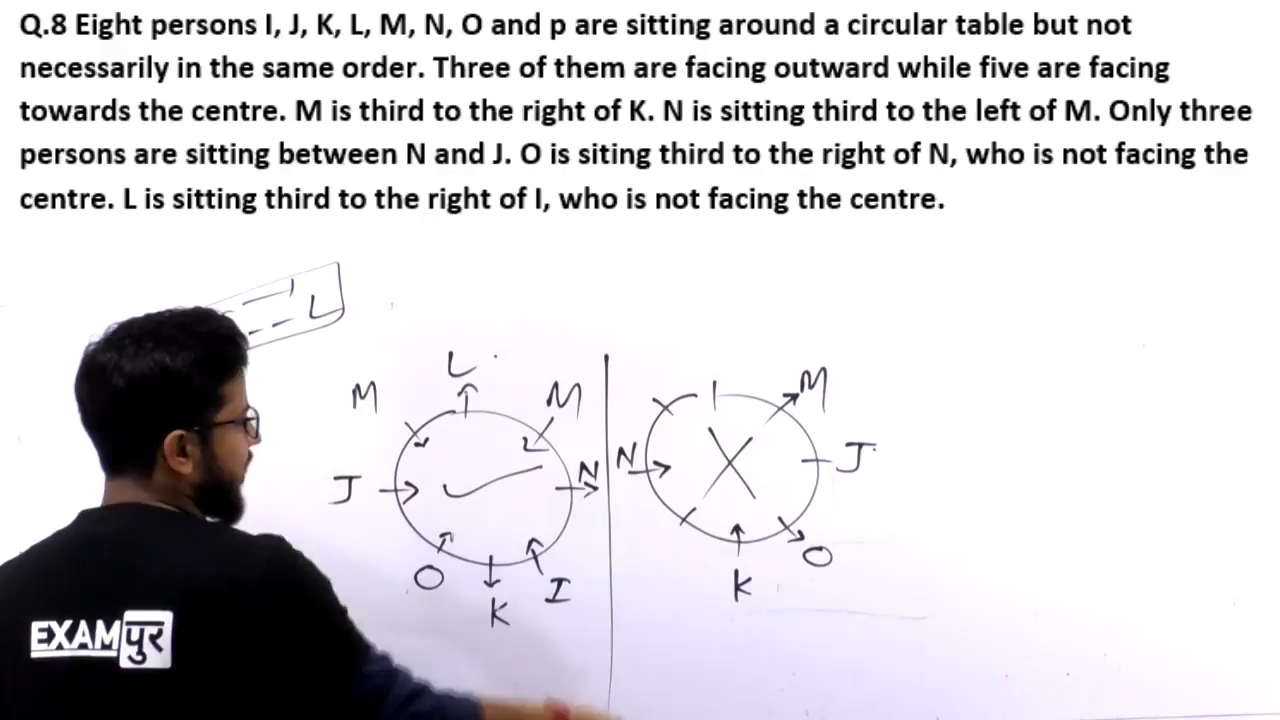 Q.8 Eight persons I, J, K, L, M, N, O and p are sitting around a circular table but not
necessarily in the same order. Three of them are facing outward while five are facing
towards the centre. M is third to the right of K. N is sitting third to the left of M. Only three
persons are sitting between N and J. O is siting third to the right of N, who is not facing the
centre. L is sitting third to the right of I, who is not facing the centre.
L
L
M M M
N N J
J
O K I K O
EXAMपुर